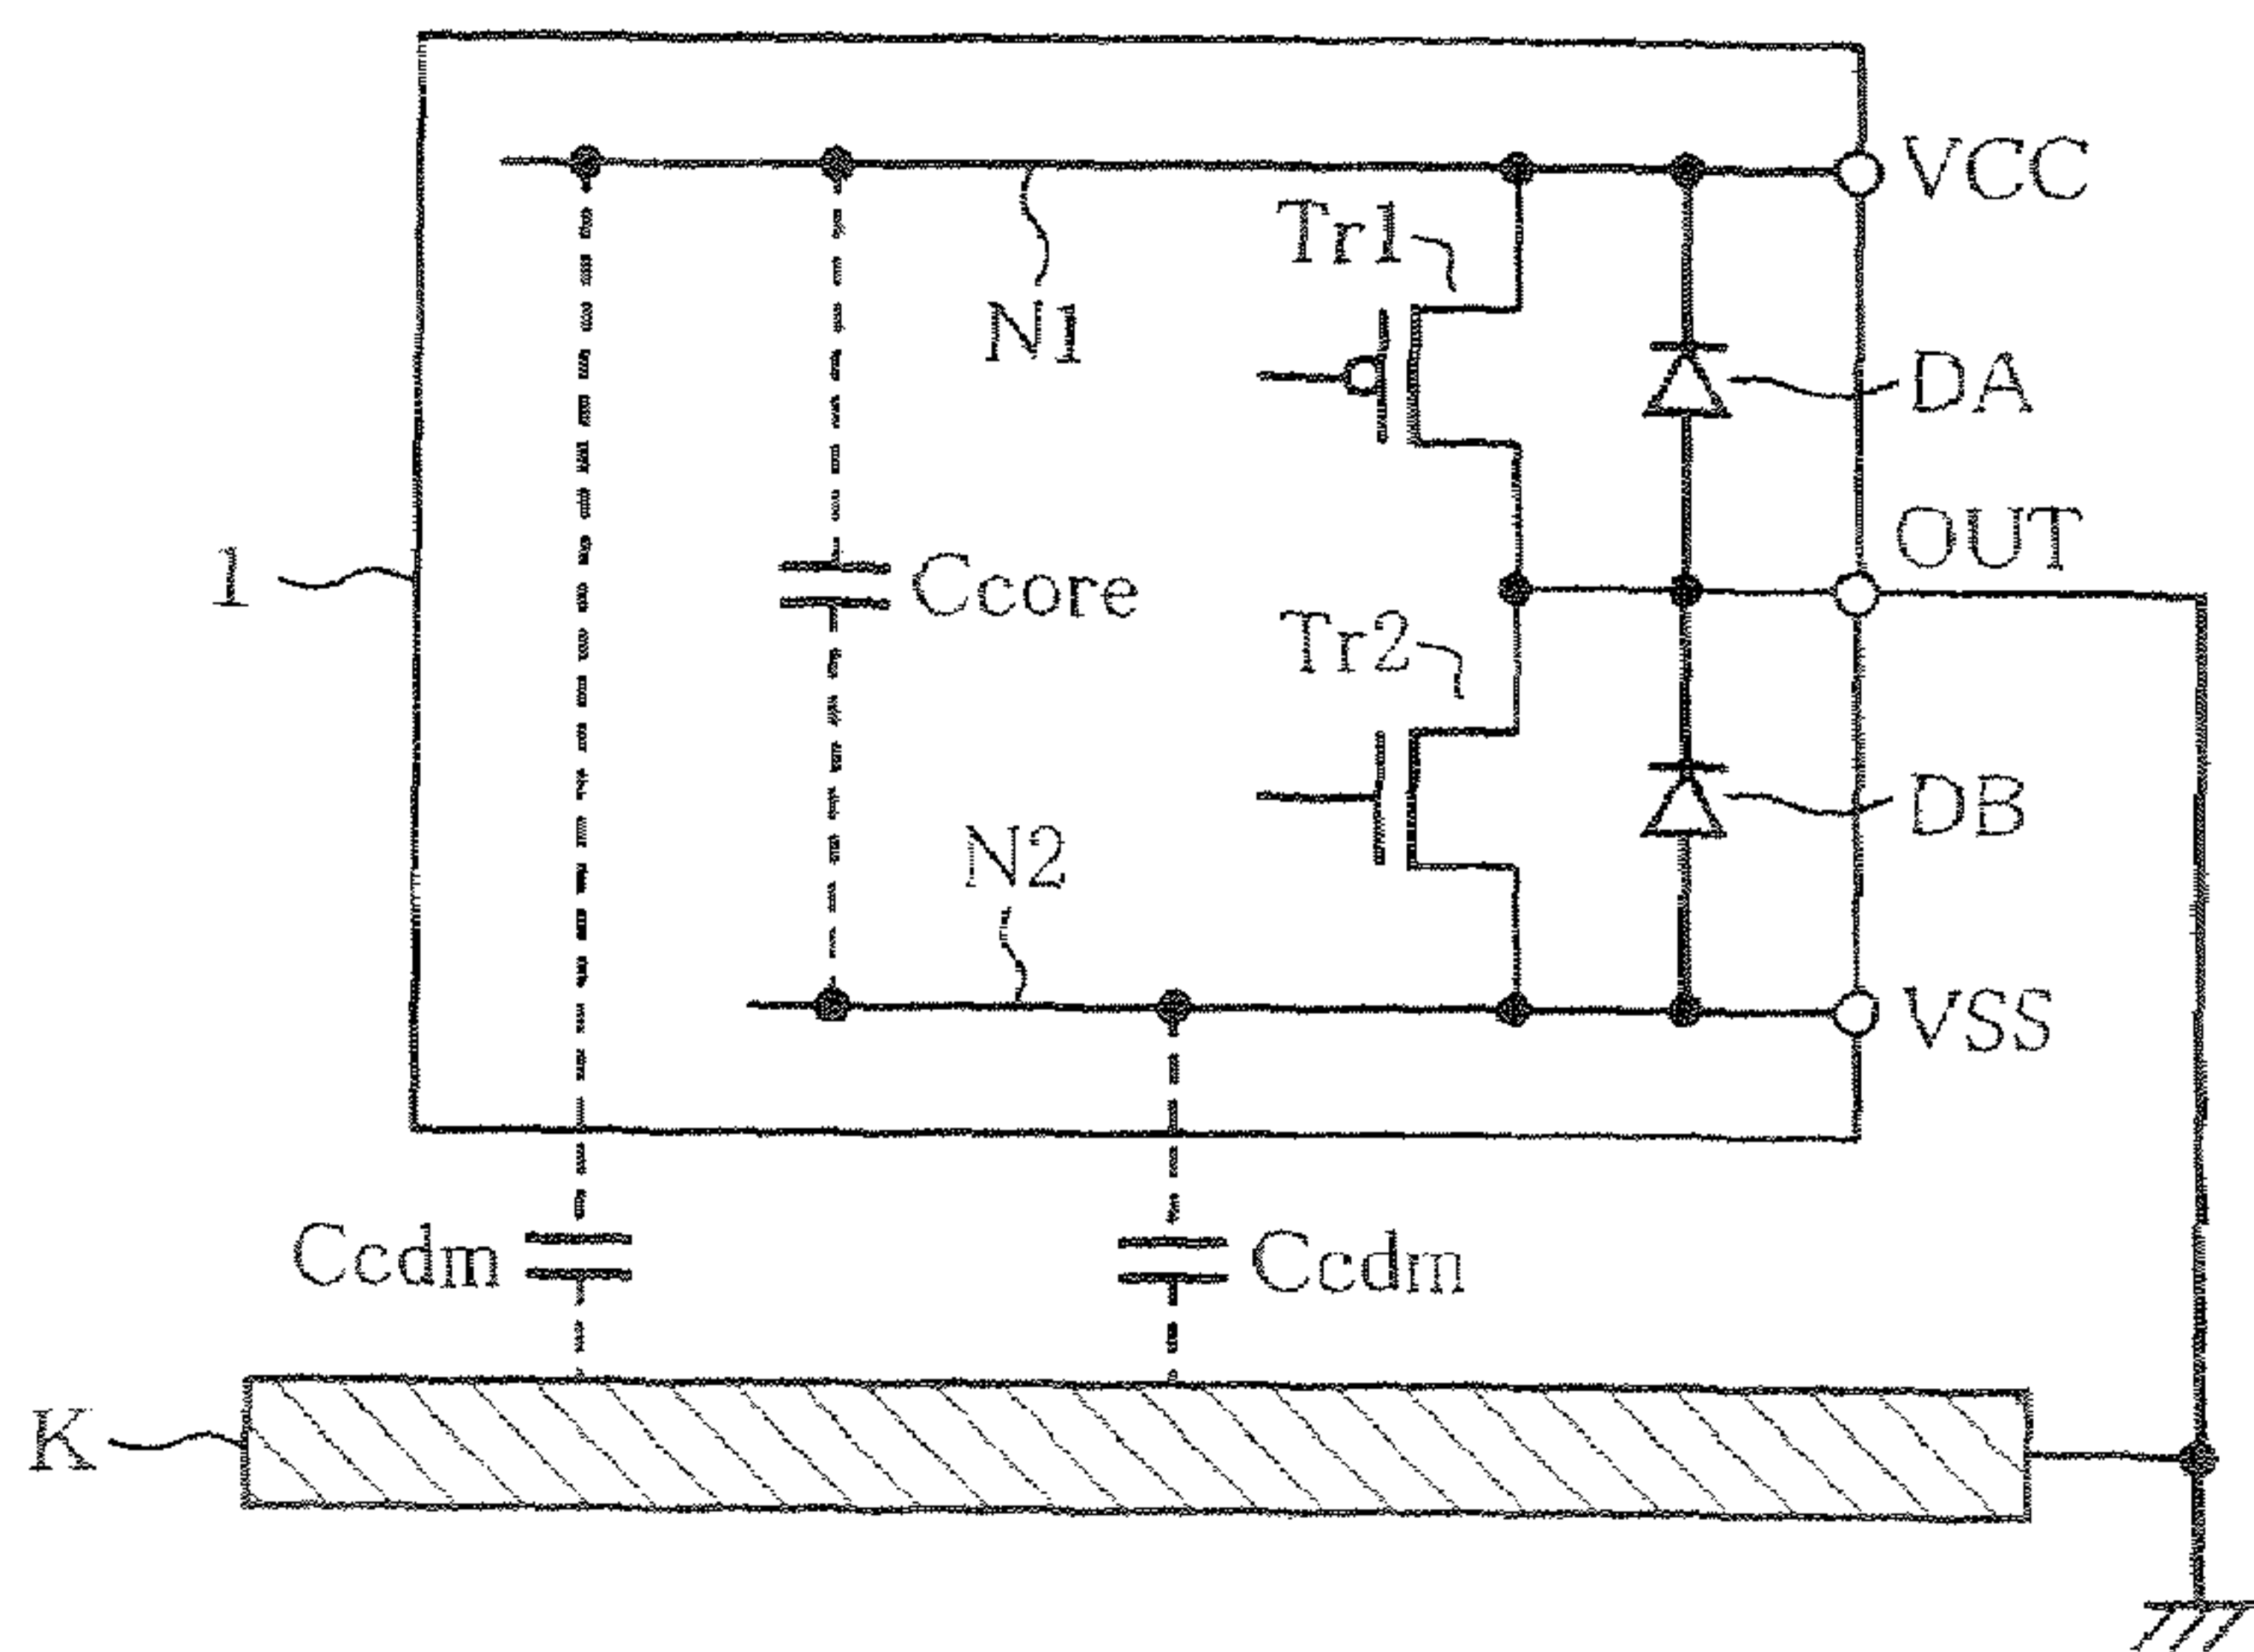 VCC
Tr1
N1
DA
OUT
1
Ccore
Tr2
DB
N2
VSS
Ccdm
Ccdm
K